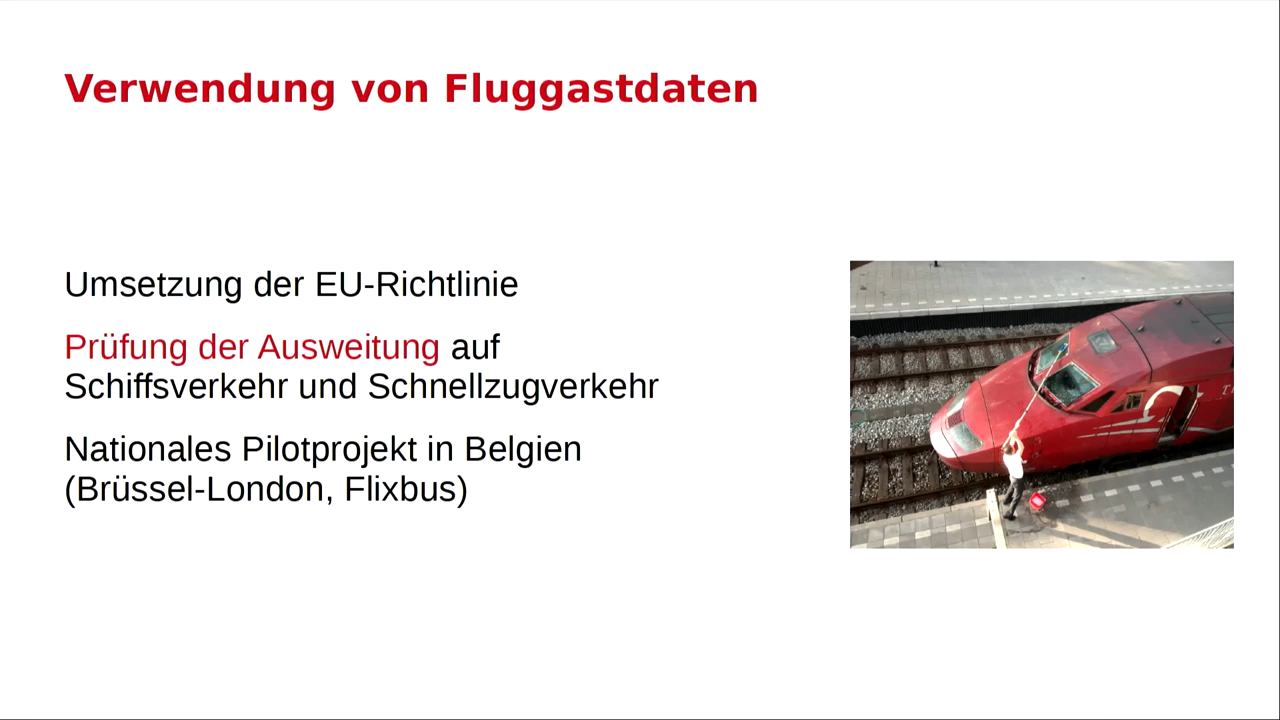 Verwendung von Fluggastdaten
Umsetzung der EU-Richtlinie
Prüfung der Ausweitung auf
Schiffsverkehr und Schnellzugverkehr
Nationales Pilotprojekt in Belgien
(Brüssel-London, Flixbus)